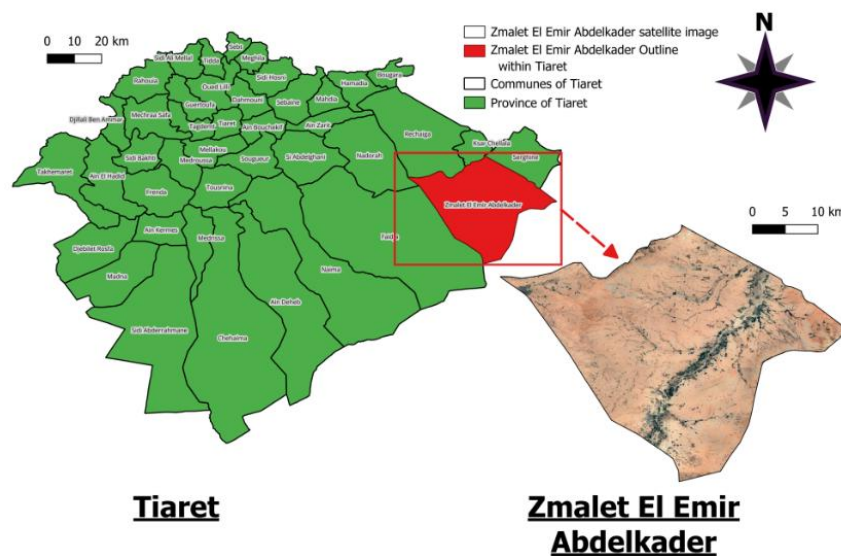 0 10 20 km
Zmalet El Emir Abdelkader satellite image
Zmalet El Emir Abdelkader Outline
within Tiaret
Communes of Tiaret
Province of Tiaret
N
Sebt
Sidi Ali Mellal
Tidda
Meghila
Sidi Hosni
Bougara
Rahouia
Oued Lilli
Hamadia
Guertoufa
Dahmouni
Sebaine
Mahdia
Djillali Ben Ammar
Mechraa Safa
Tagdemt
Tiaret
Ain Bouchekif
Ain Zarit
Rechaiga
Ksar Chellala
Serghine
Takhemaret
Sidi Bakhti
Mellakou
Medroussa
Sougueur
Si Abdelghani
Nadorah
Ain El Hadid
Frenda
Tousnina
Zmalet El Emir Abdelkader
0 5 10 km
Ain Kermes
Medrissa
Faidja
Djebilet Rosfa
Madna
Naima
Ain Deheb
Sidi Abderrahmane
Chehaima
Tiaret
Zmalet El Emir
Abdelkader